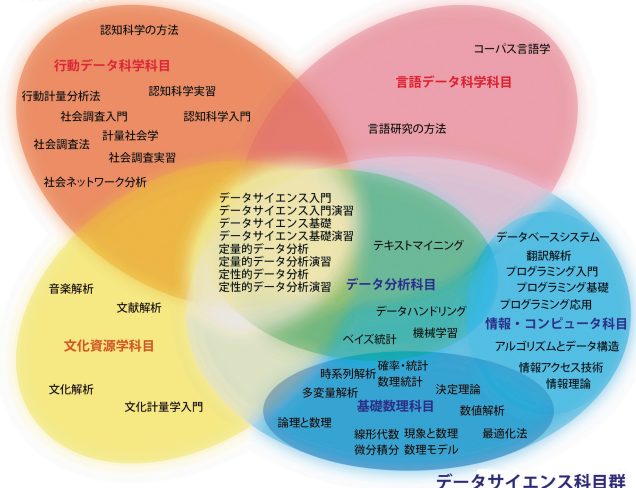 認知科学の方法
行動データ科学科目
行動計量分析法
認知科学実習
社会調査入門
認知科学入門
計量社会学
社会調査法
社会調査実習
社会ネットワーク分析
コーパス言語学
言語データ科学科目
言語研究の方法
データサイエンス入門
データサイエンス入門演習
データサイエンス基礎
データサイエンス基礎演習
定量的データ分析
定量的データ分析演習
定性的データ分析
定性的データ分析演習
テキストマイニング
データ分析科目
データハンドリング
ベイズ統計
機械学習
データベースシステム
翻訳解析
プログラミング入門
プログラミング基礎
プログラミング応用
情報・コンピュータ科目
アルゴリズムとデータ構造
情報アクセス技術
情報理論
音楽解析
文献解析
文化資源学科目
文化解析
文化計量学入門
確率・統計
時系列解析
数理統計
多変量解析
決定理論
基礎数理科目
数値解析
論理と数理
線形代数
現象と数理
最適化法
微分積分
数理モデル
データサイエンス科目群